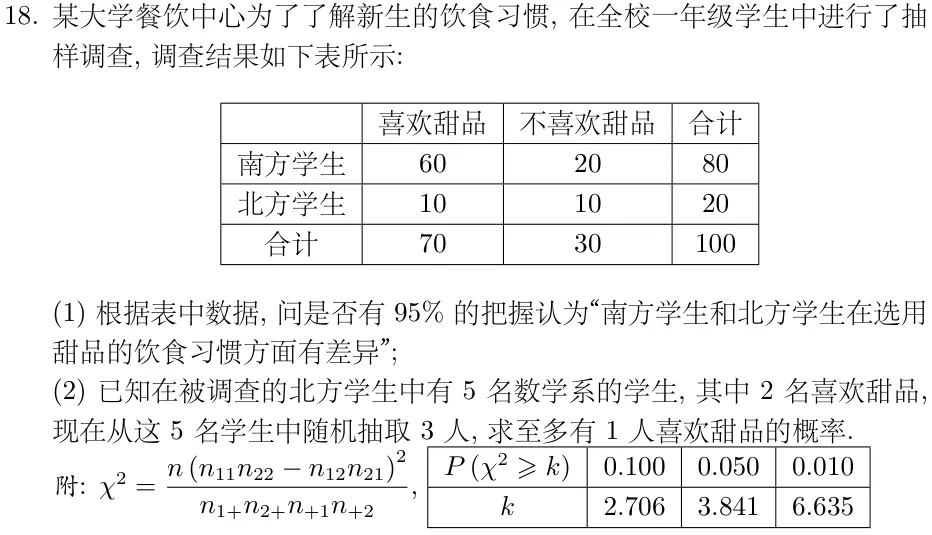 18. 某大学餐饮中心为了了解新生的饮食习惯, 在全校一年级学生中进行了抽
样调查, 调查结果如下表所示:
喜欢甜品 不喜欢甜品 合计
南方学生 60 20 80
北方学生 10 10 20
合计 70 30 100
(1) 根据表中数据, 问是否有 95% 的把握认为“南方学生和北方学生在选用
甜品的饮食习惯方面有差异”;
(2) 已知在被调查的北方学生中有 5 名数学系的学生, 其中 2 名喜欢甜品,
现在从这 5 名学生中随机抽取 3 人, 求至多有 1 人喜欢甜品的概率.
附: χ² = n(n₁₁n₂₂ − n₁₂n₂₁)² / n₁₊n₂₊n₊₁n₊₂, P(χ² ⩾ k) 0.100 0.050 0.010
k 2.706 3.841 6.635